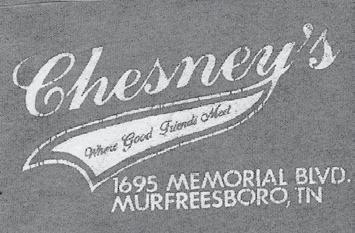 Chesney's
Where Good Friends Meet
1695 MEMORIAL BLVD.
MURFREESBORO, TN